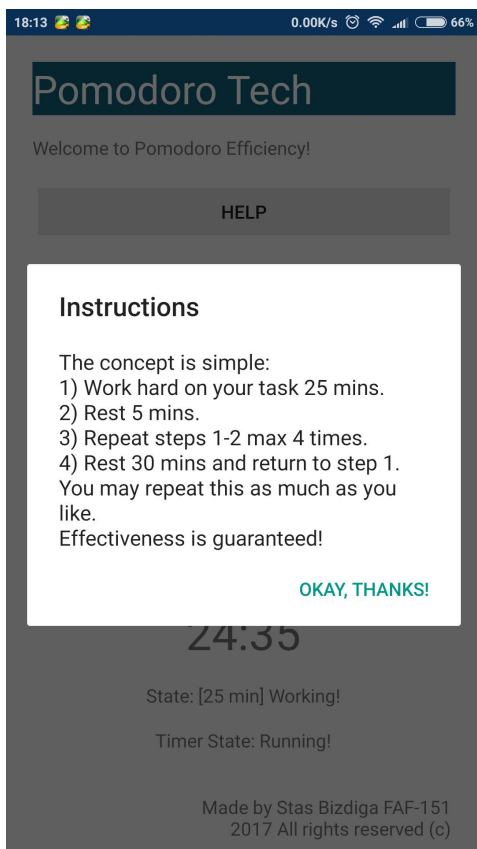 18:13 0.00K/s 66%
Pomodoro Tech
Welcome to Pomodoro Efficiency!
HELP
Instructions
The concept is simple:
1) Work hard on your task 25 mins.
2) Rest 5 mins.
3) Repeat steps 1-2 max 4 times.
4) Rest 30 mins and return to step 1.
You may repeat this as much as you
like.
Effectiveness is guaranteed!
OKAY, THANKS!
24:35
State: [25 min] Working!
Timer State: Running!
Made by Stas Bizdiga FAF-151
2017 All rights reserved (c)